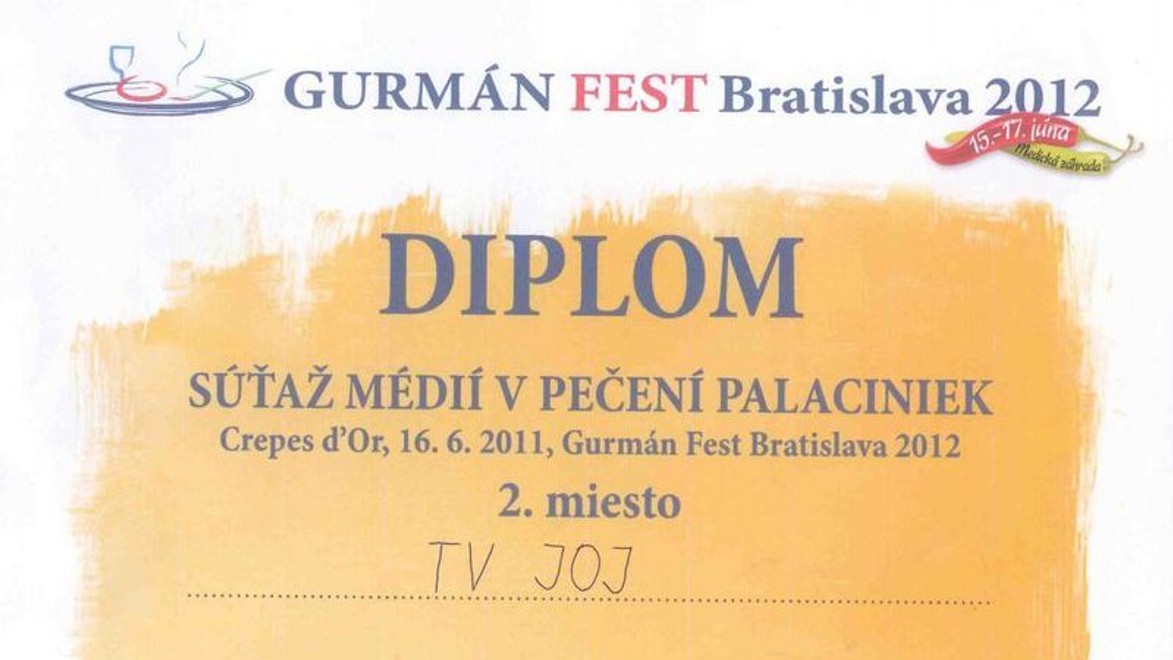 GURMÁN FEST Bratislava 2012
15.-17. júna
Medická záhrada
DIPLOM
SÚŤAŽ MÉDIÍ V PEČENÍ PALACINIEK
Crepes d'Or, 16. 6. 2011, Gurmán Fest Bratislava 2012
2. miesto
TV JOJ